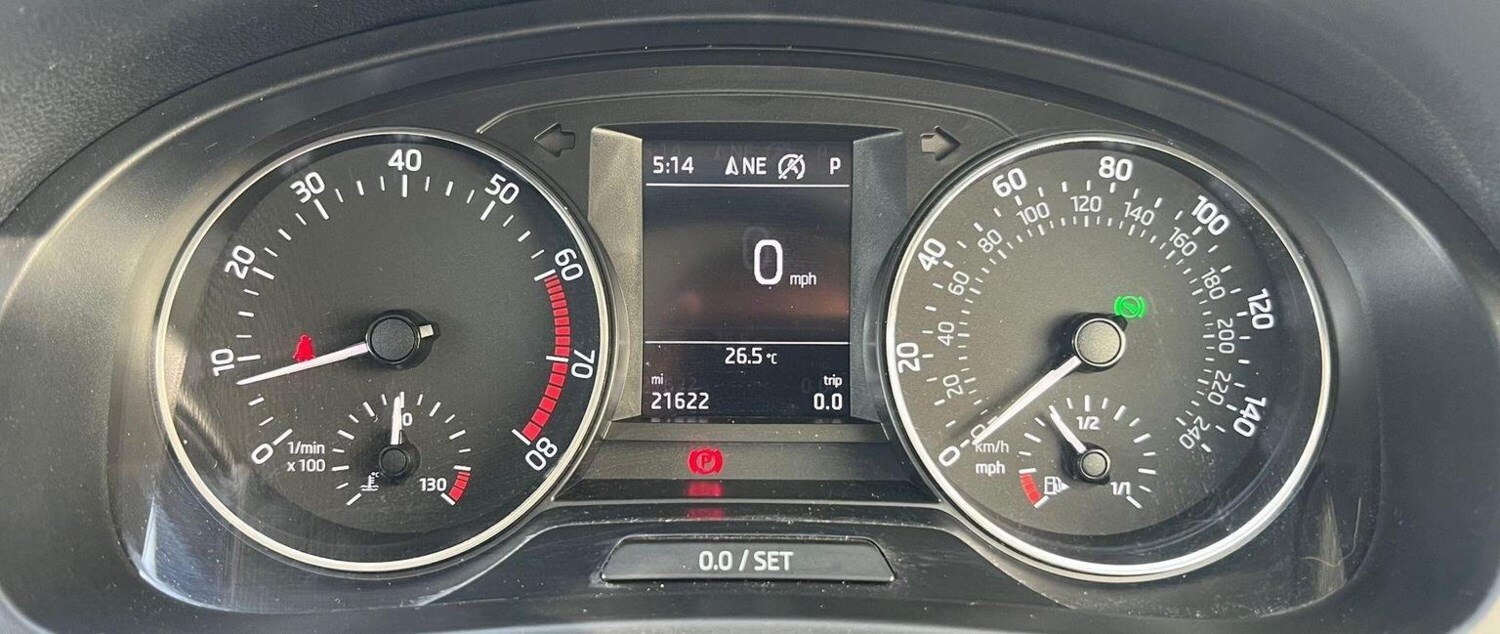 5:14 NE P
0 mph
26.5 °C
mi trip
21622 0.0
0 10 20 30 40 50 60 70 80
1/min
x 100
130
0 20 40 60 80 100 120 140
0 20 40 60 80 100 120 140 160 180 200 220 240
km/h
mph
1/2
1/1
P
0.0 / SET